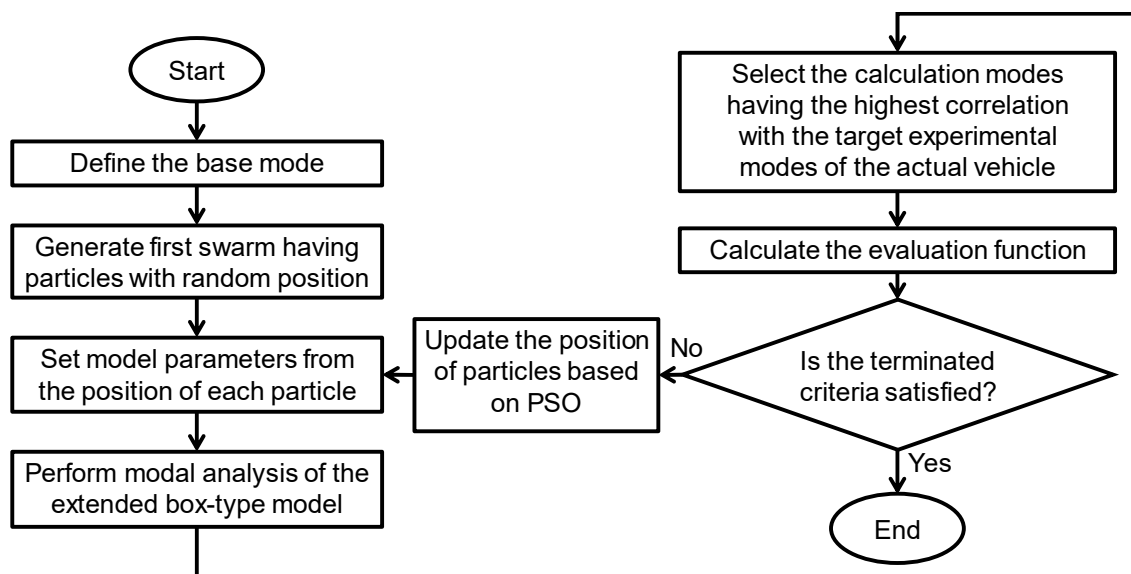 Start
Define the base mode
Generate first swarm having
particles with random position
Set model parameters from
the position of each particle
Perform modal analysis of the
extended box-type model
Select the calculation modes
having the highest correlation
with the target experimental
modes of the actual vehicle
Calculate the evaluation function
Is the terminated
criteria satisfied?
No
Update the position
of particles based
on PSO
Yes
End